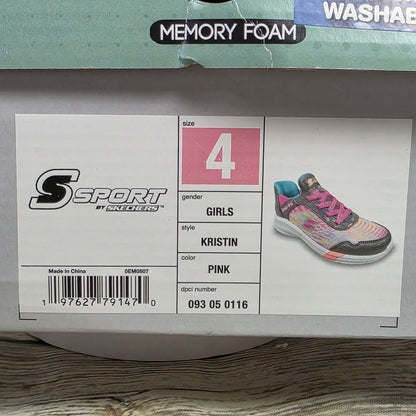 WASHAB
MEMORY FOAM
S SPORT
BY SKECHERS™
Made in China
0EM0507
1 97627 79147 0
size
4
gender
GIRLS
style
KRISTIN
color
PINK
dpci number
093 05 0116